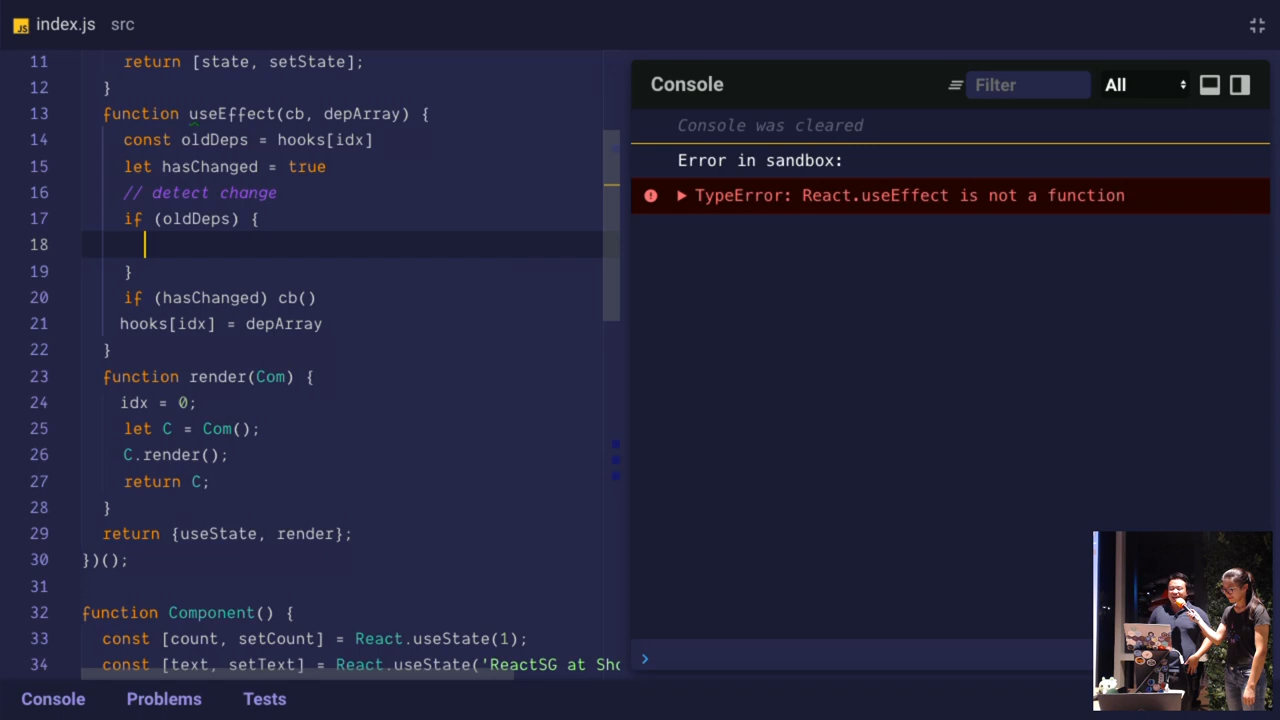 JS index.js src
11 return [state, setState];
12 }
13 function useEffect(cb, depArray) {
14 const oldDeps = hooks[idx]
15 let hasChanged = true
16 // detect change
17 if (oldDeps) {
18
19 }
20 if (hasChanged) cb()
21 hooks[idx] = depArray
22 }
23 function render(Com) {
24 idx = 0;
25 let C = Com();
26 C.render();
27 return C;
28 }
29 return {useState, render};
30 })();
31
32 function Component() {
33 const [count, setCount] = React.useState(1);
34 const [text, setText] = React.useState('ReactSG at Sho
Console Filter All
Console was cleared
Error in sandbox:
▶ TypeError: React.useEffect is not a function
›
Console Problems Tests